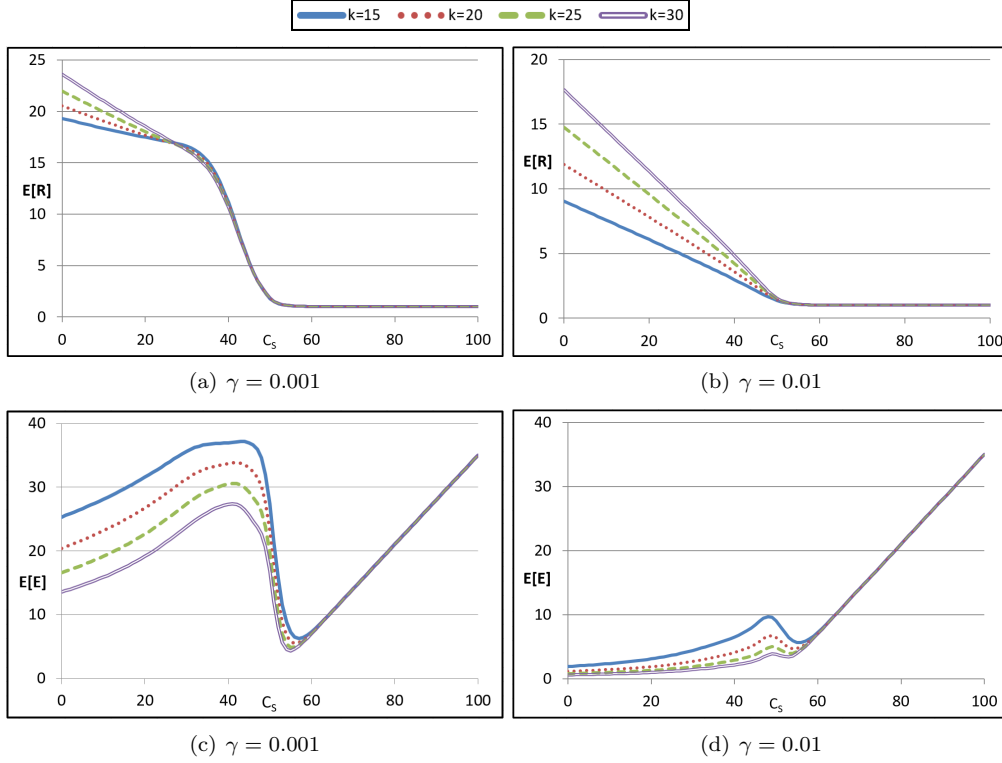 k=15 k=20 k=25 k=30
25
20
15
10
5
0
E[R]
0 20 40 60 80 100
C_S
(a) γ = 0.001
20
15
10
5
0
E[R]
0 20 40 60 80 100
C_S
(b) γ = 0.01
40
30
20
10
0
E[E]
0 20 40 60 80 100
C_S
(c) γ = 0.001
40
30
20
10
0
E[E]
0 20 40 60 80 100
C_S
(d) γ = 0.01